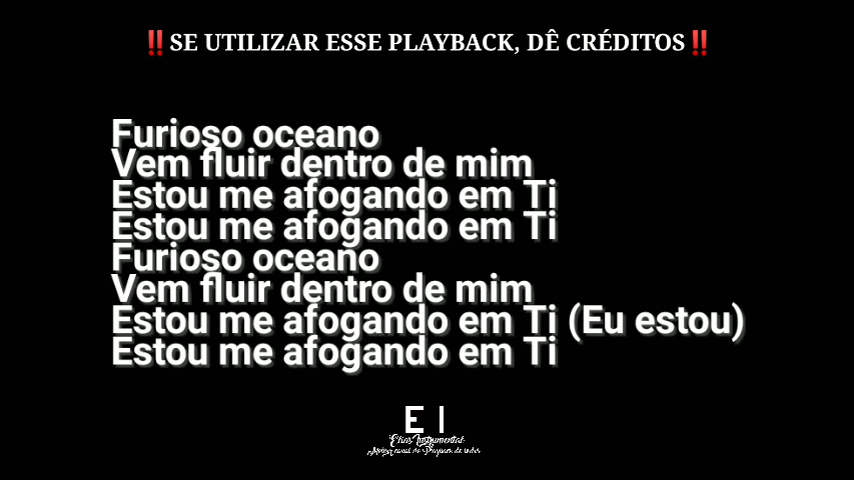 ‼️SE UTILIZAR ESSE PLAYBACK, DÊ CRÉDITOS‼️
Furioso oceano
Vem fluir dentro de mim
Estou me afogando em Ti
Estou me afogando em Ti
Furioso oceano
Vem fluir dentro de mim
Estou me afogando em Ti (Eu estou)
Estou me afogando em Ti
E I
Elias Instrumental